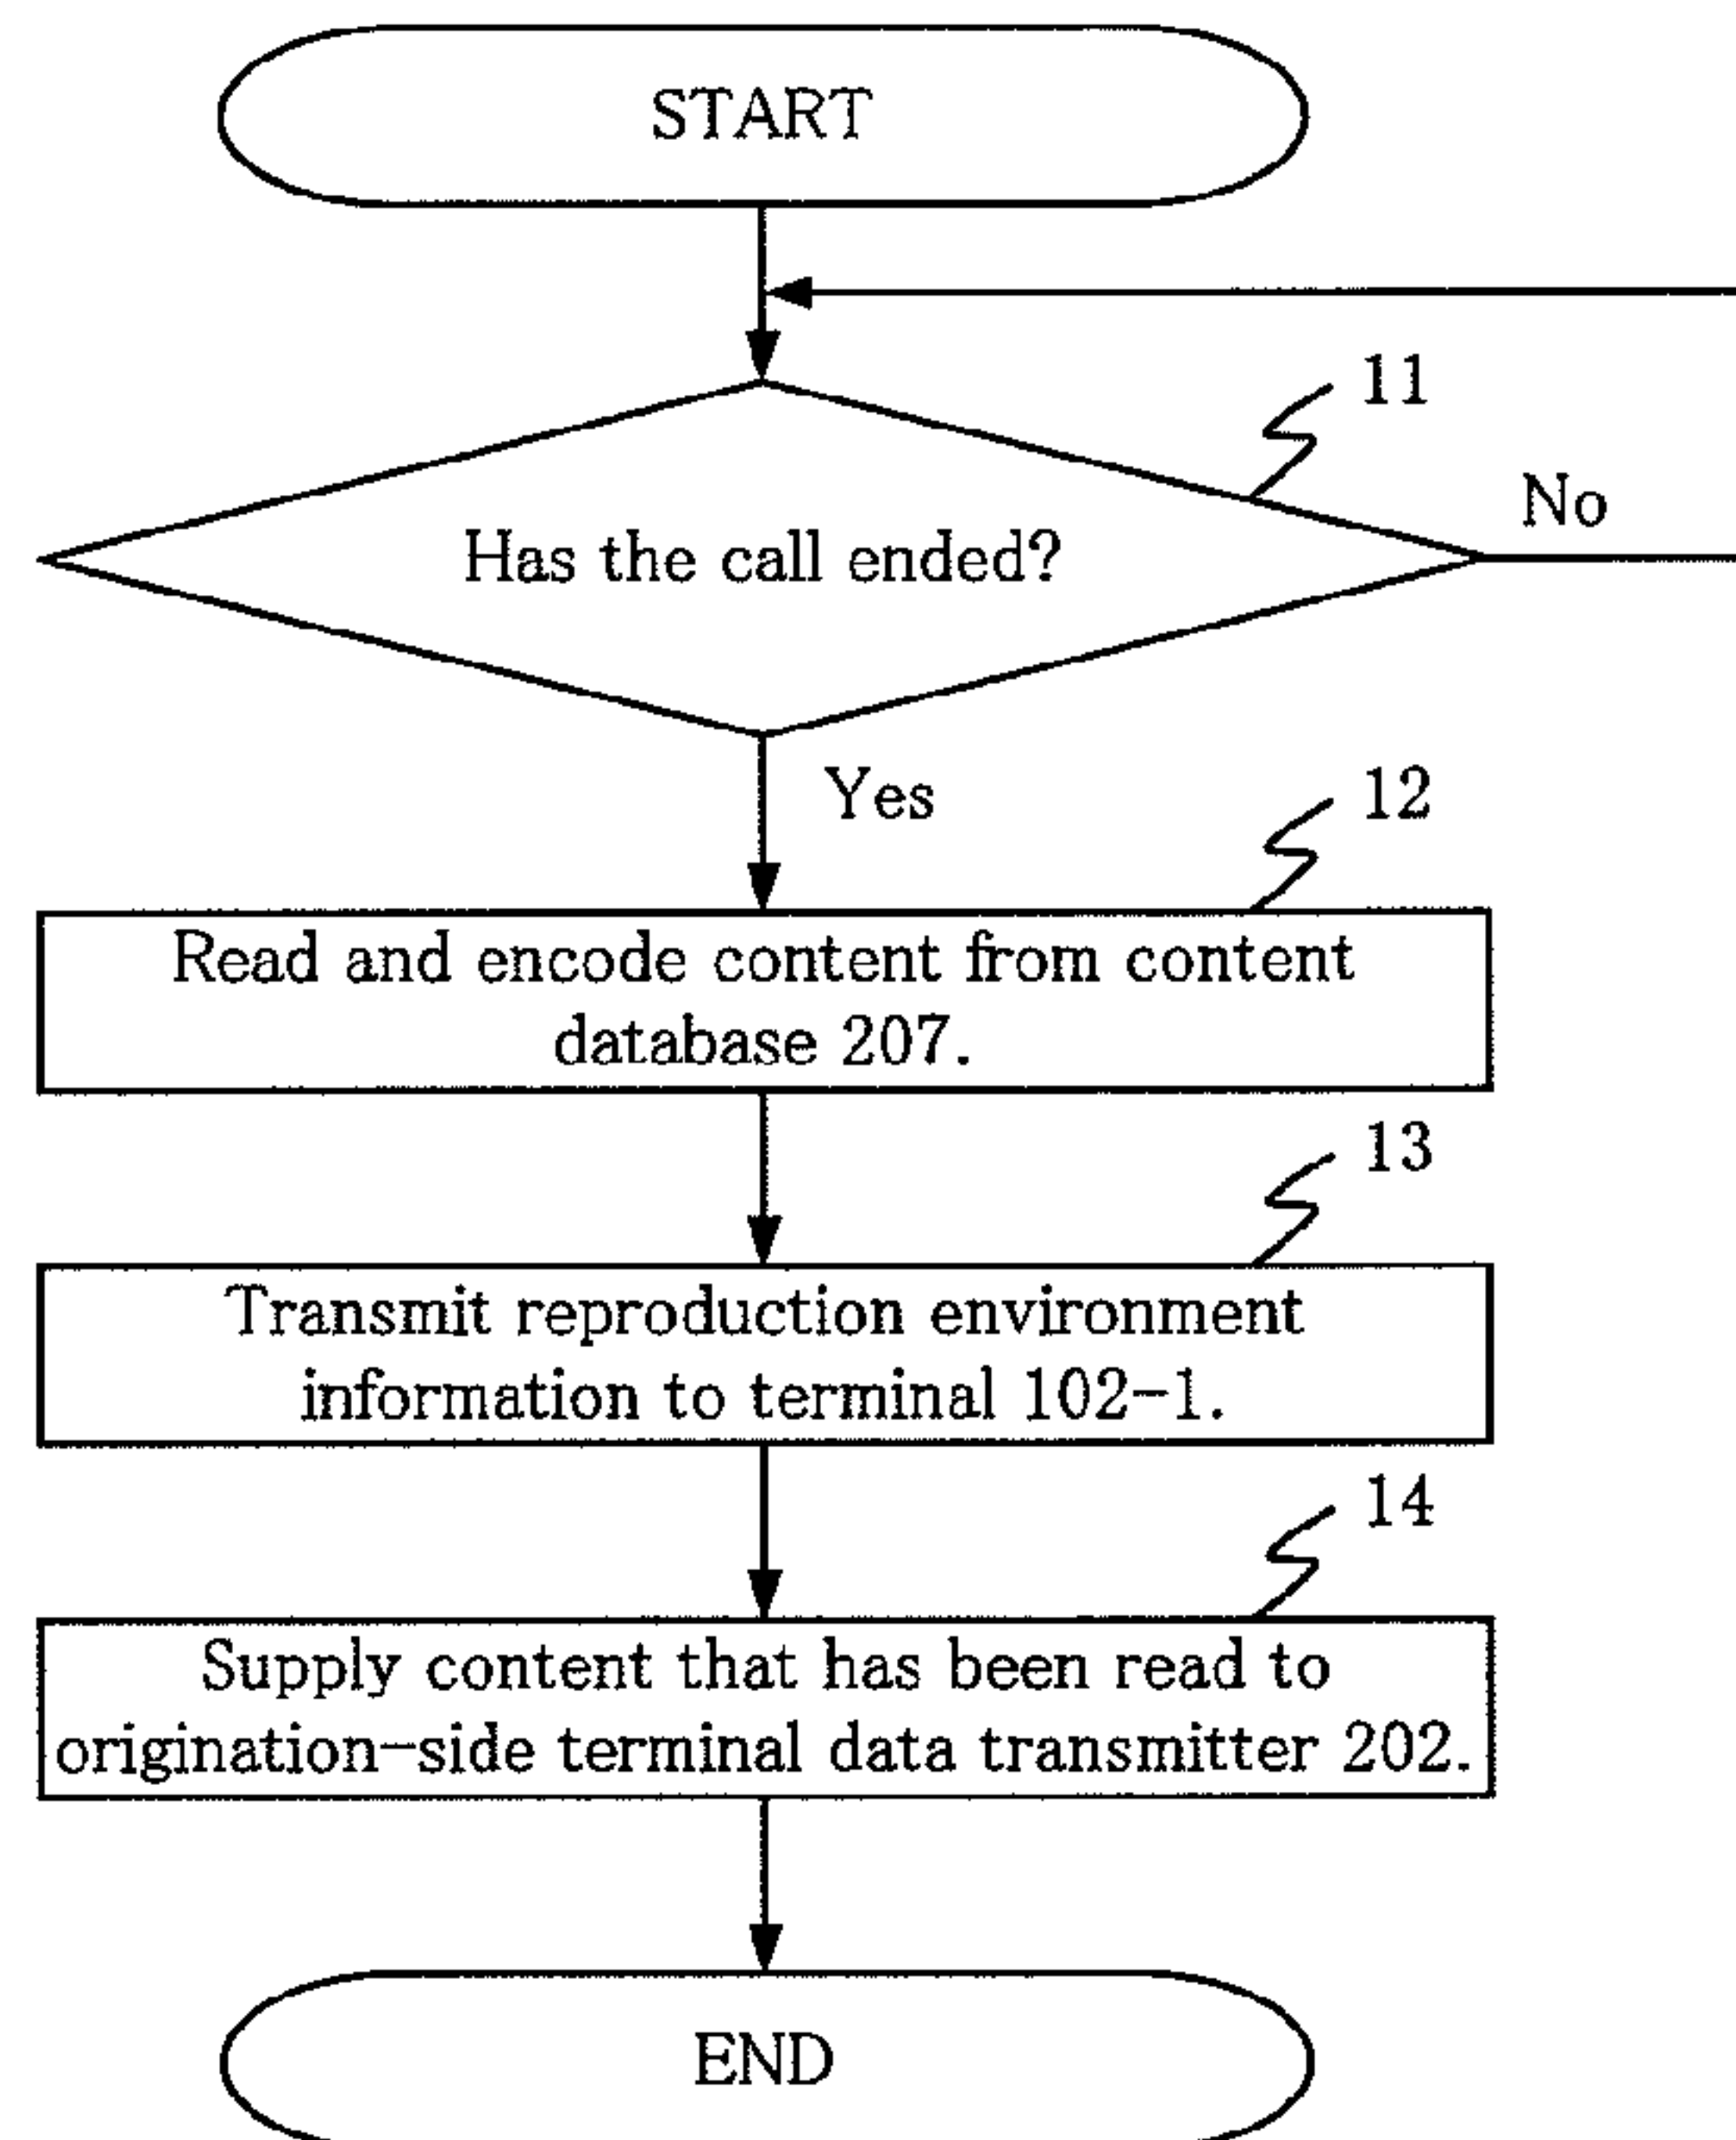 START
11
No
Has the call ended?
Yes
12
Read and encode content from content
database 207.
13
Transmit reproduction environment
information to terminal 102-1.
14
Supply content that has been read to
origination-side terminal data transmitter 202.
END